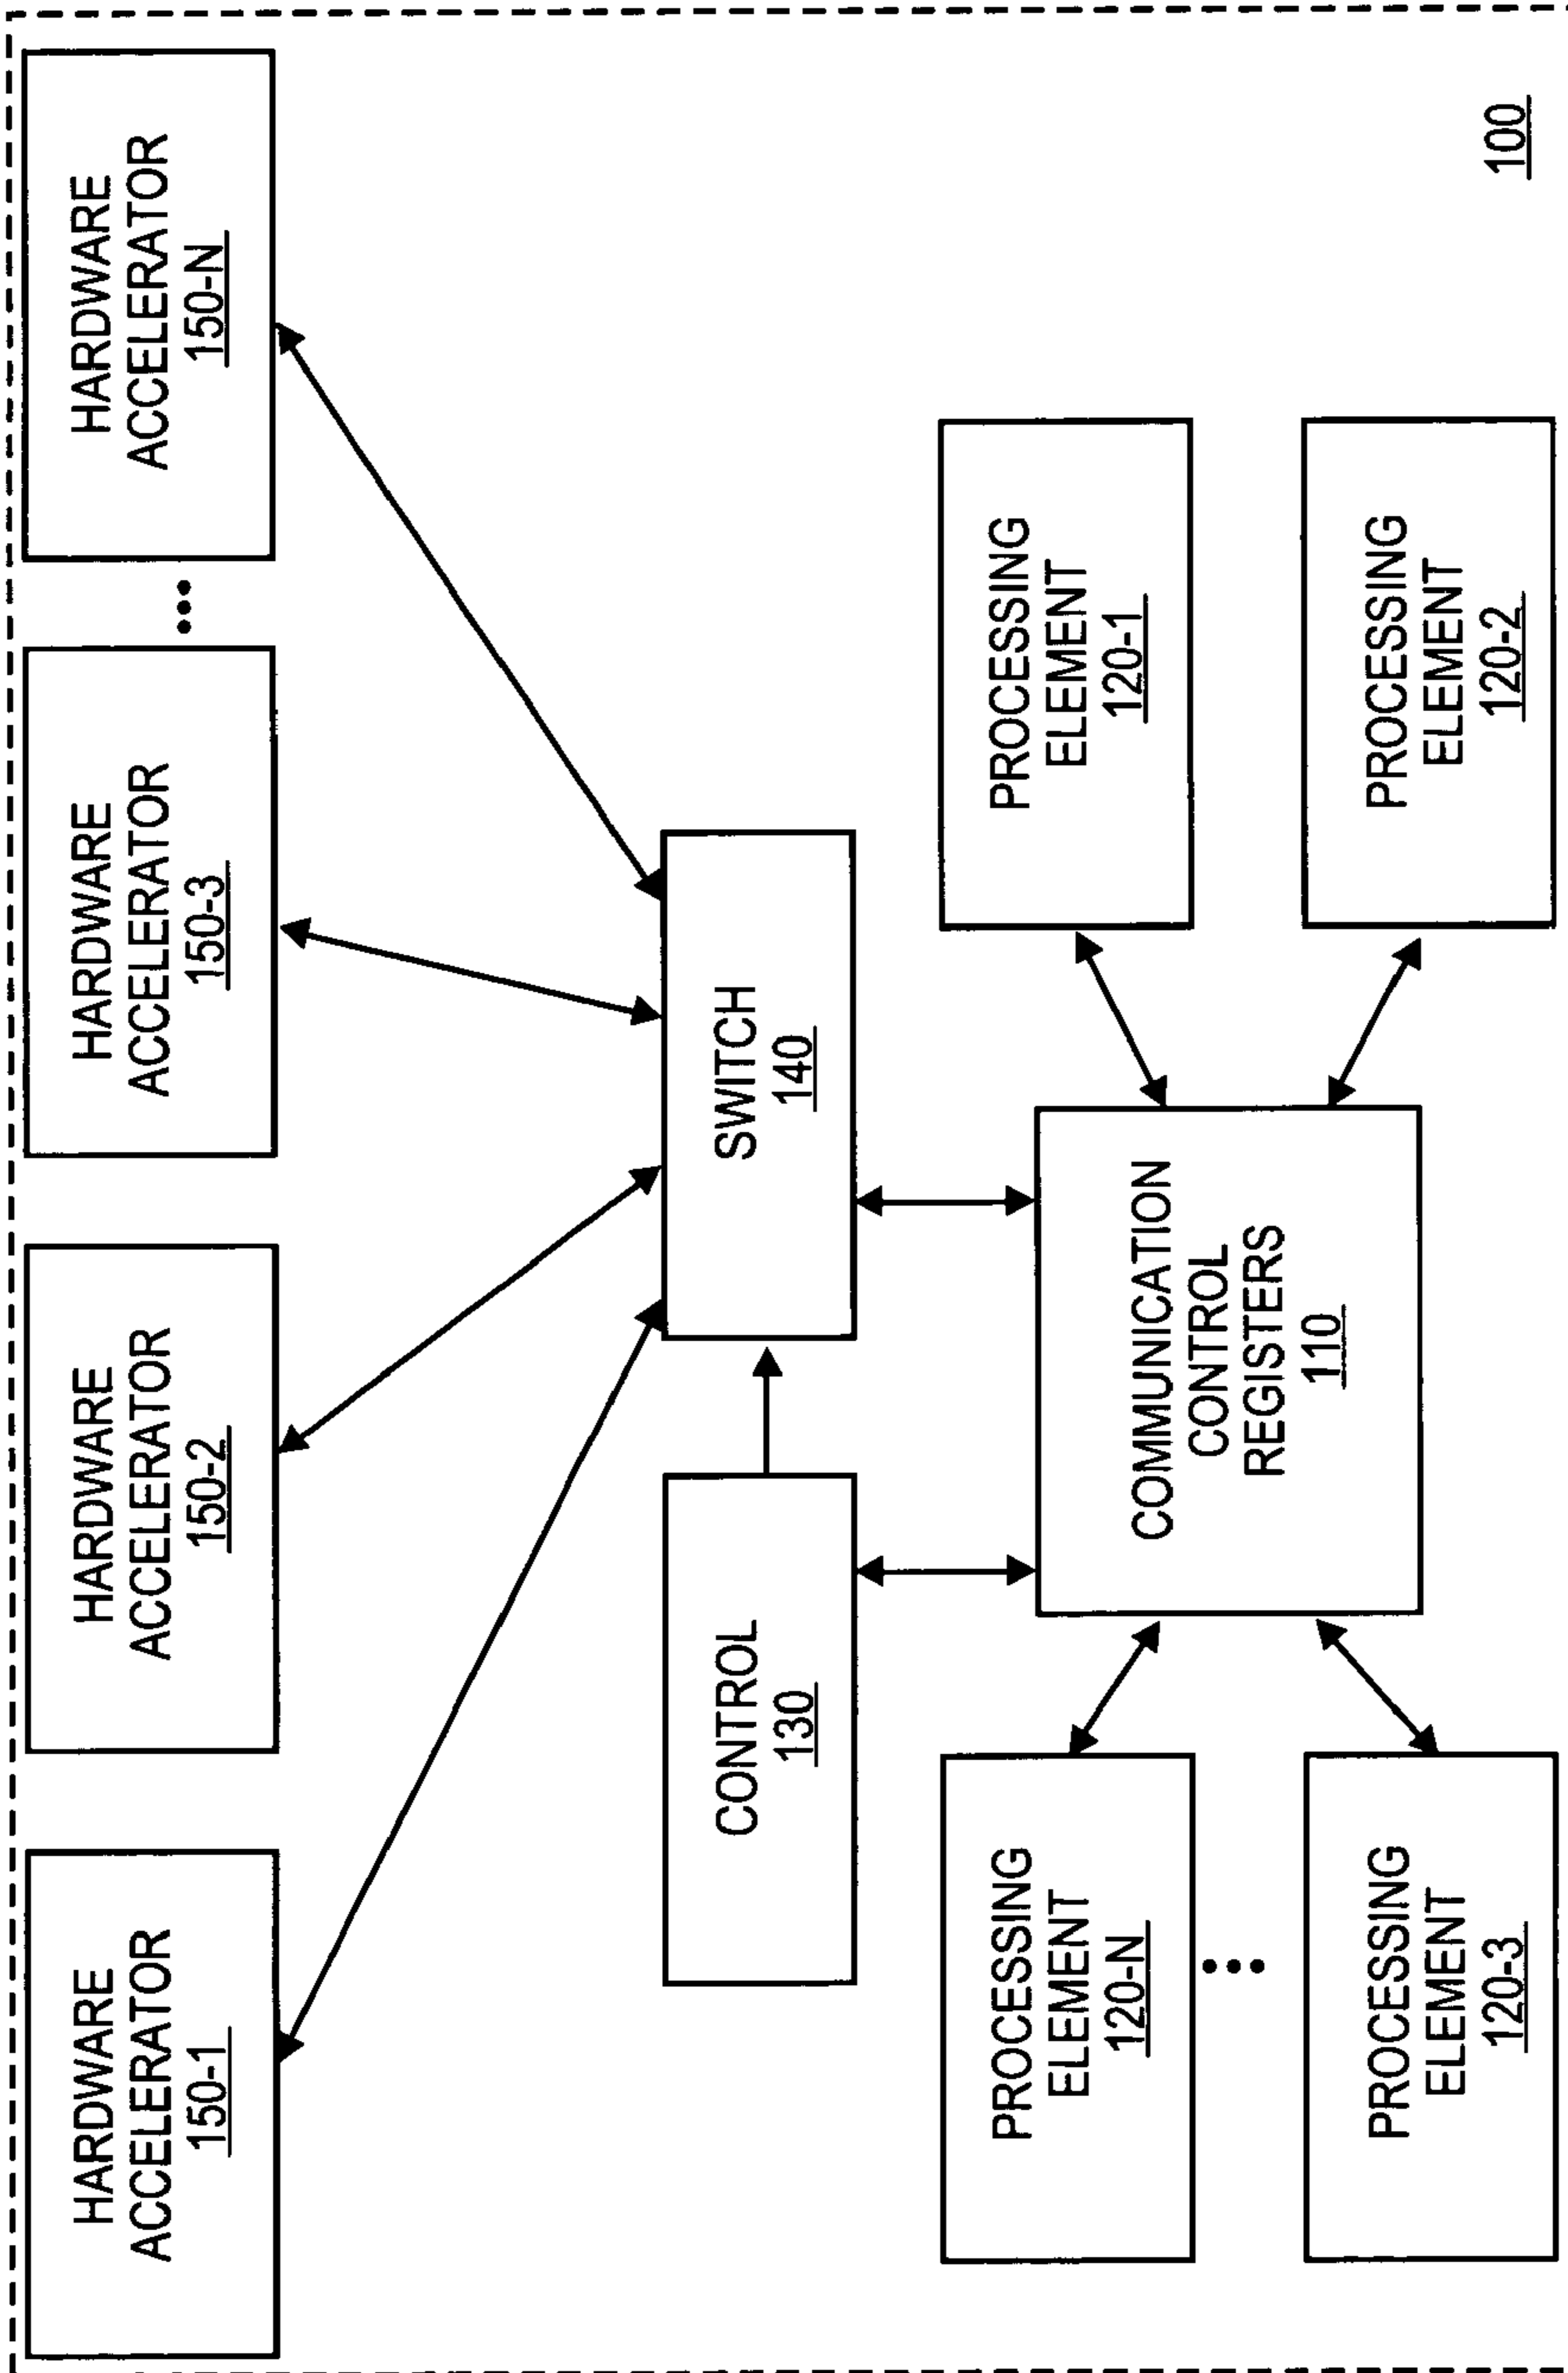 HARDWARE
ACCELERATOR
150-1
HARDWARE
ACCELERATOR
150-2
HARDWARE
ACCELERATOR
150-3
•••
HARDWARE
ACCELERATOR
150-N
CONTROL
130
SWITCH
140
PROCESSING
ELEMENT
120-N
•••
PROCESSING
ELEMENT
120-3
COMMUNICATION
CONTROL
REGISTERS
110
PROCESSING
ELEMENT
120-1
PROCESSING
ELEMENT
120-2
100